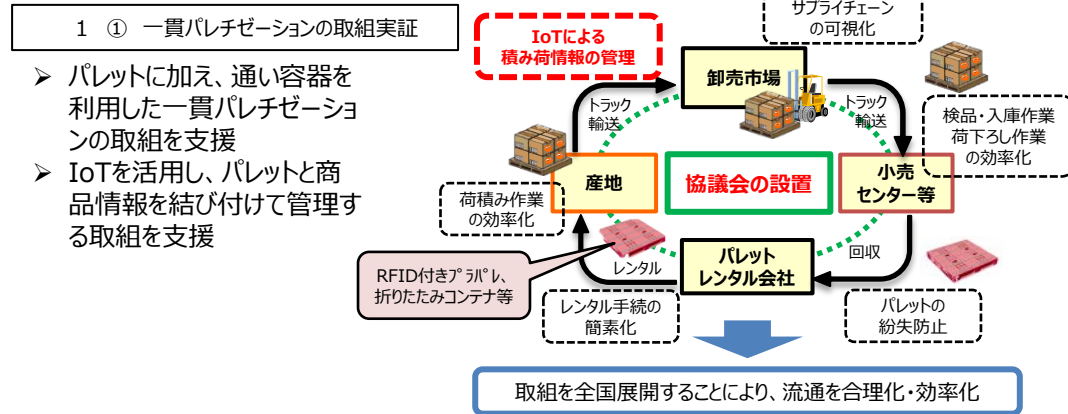 1 ① 一貫パレチゼーションの取組実証
➢ パレットに加え、通い容器を
利用した一貫パレチゼーショ
ンの取組を支援
➢ IoTを活用し、パレットと商
品情報を結び付けて管理す
る取組を支援
サプライチェーン
の可視化
IoTによる
積み荷情報の管理
卸売市場
トラック
輸送
トラック
輸送
検品・入庫作業
荷下ろし作業
の効率化
産地
協議会の設置
小売
センター等
荷積み作業
の効率化
RFID付きプラパレ、
折りたたみコンテナ等
レンタル
パレット
レンタル会社
回収
レンタル手続の
簡素化
パレットの
紛失防止
取組を全国展開することにより、流通を合理化・効率化